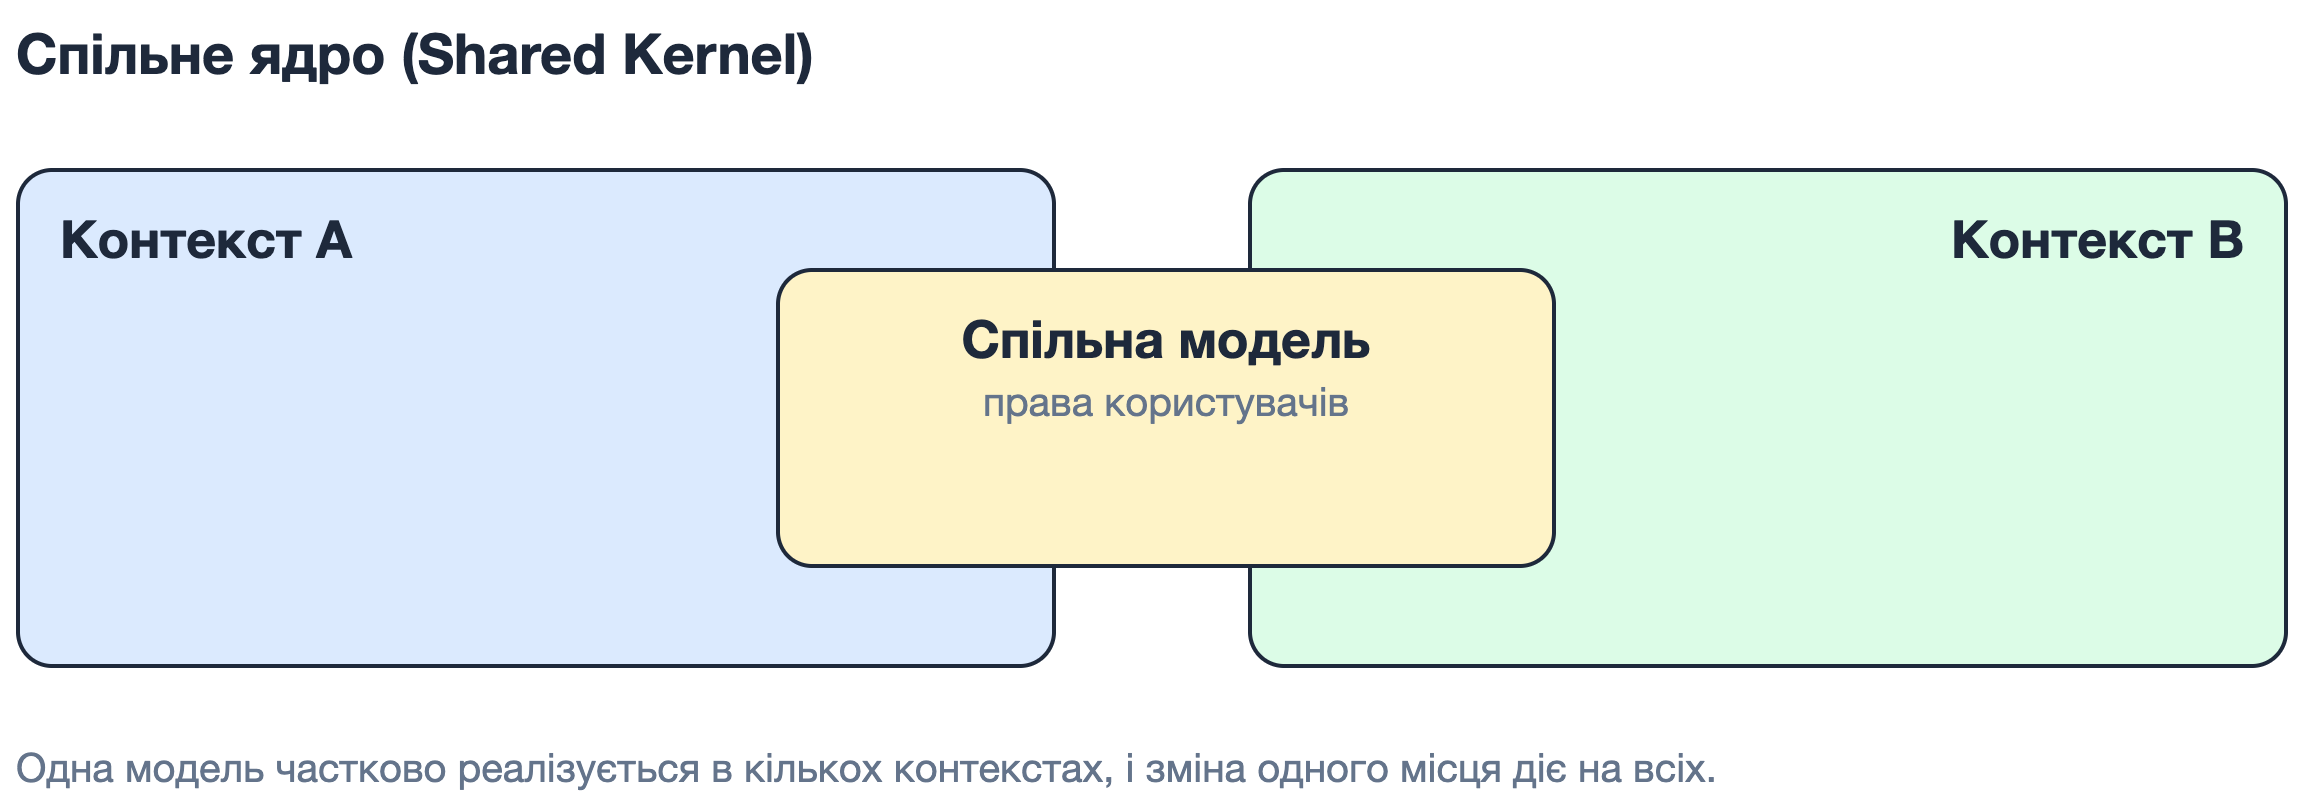 Спільне ядро (Shared Kernel)
Контекст A
Контекст B
Спільна модель
права користувачів
Одна модель частково реалізується в кількох контекстах, і зміна одного місця діє на всіх.